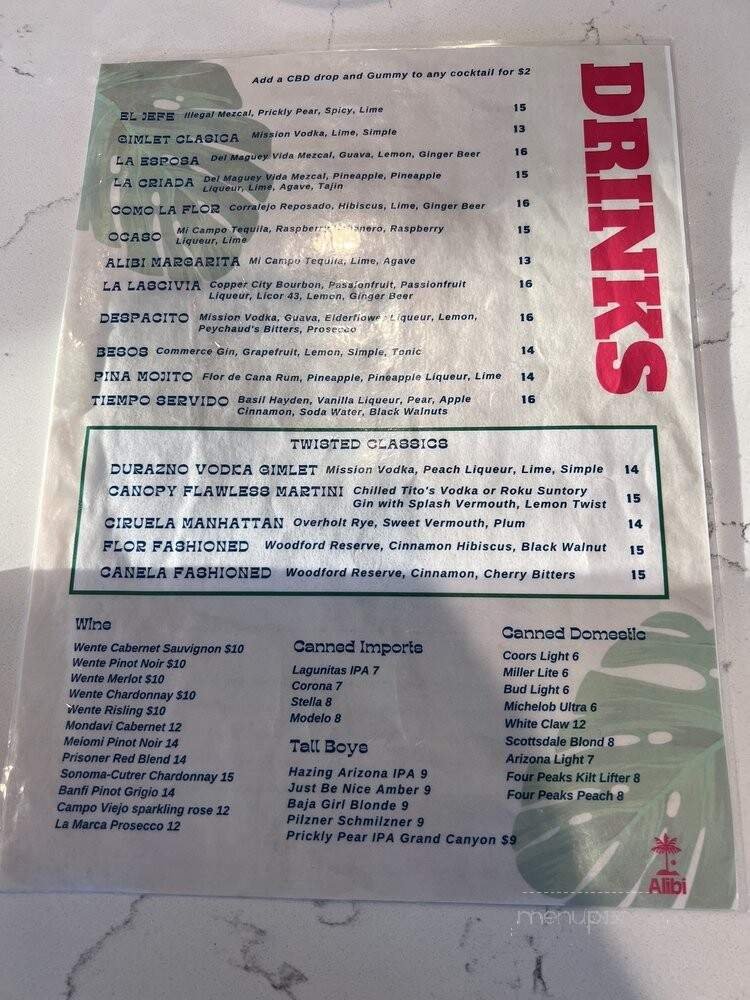 DRINKS
Add a CBD drop and Gummy to any cocktail for $2
EL JEFE Illegal Mezcal, Prickly Pear, Spicy, Lime 15
GIMLET CLASICA Mission Vodka, Lime, Simple 13
LA ESPOSA Del Maguey Vida Mezcal, Guava, Lemon, Ginger Beer 16
LA CRIADA Del Maguey Vida Mezcal, Pineapple, Pineapple 15
Liqueur, Lime, Agave, Tajin
COMO LA FLOR Corralejo Reposado, Hibiscus, Lime, Ginger Beer 16
OCASO Mi Campo Tequila, Raspberry Habanero, Raspberry 15
Liqueur, Lime
ALIBI MARGARITA Mi Campo Tequila, Lime, Agave 13
LA LASCIVIA Copper City Bourbon, Passionfruit, Passionfruit 16
Liqueur, Licor 43, Lemon, Ginger Beer
DESPACITO Mission Vodka, Guava, Elderflower Liqueur, Lemon, 16
Peychaud's Bitters, Prosecco
BESOS Commerce Gin, Grapefruit, Lemon, Simple, Tonic 14
PINA MOJITO Flor de Cana Rum, Pineapple, Pineapple Liqueur, Lime 14
TIEMPO SERVIDO Basil Hayden, Vanilla Liqueur, Pear, Apple 16
Cinnamon, Soda Water, Black Walnuts
TWISTED CLASSICS
DURAZNO VODKA GIMLET Mission Vodka, Peach Liqueur, Lime, Simple 14
CANOPY FLAWLESS MARTINI Chilled Tito's Vodka or Roku Suntory 15
Gin with Splash Vermouth, Lemon Twist
CIRUELA MANHATTAN Overholt Rye, Sweet Vermouth, Plum 14
FLOR FASHIONED Woodford Reserve, Cinnamon Hibiscus, Black Walnut 15
CANELA FASHIONED Woodford Reserve, Cinnamon, Cherry Bitters 15
Wine
Wente Cabernet Sauvignon $10
Wente Pinot Noir $10
Wente Merlot $10
Wente Chardonnay $10
Wente Risling $10
Mondavi Cabernet 12
Meiomi Pinot Noir 14
Prisoner Red Blend 14
Sonoma-Cutrer Chardonnay 15
Banfi Pinot Grigio 14
Campo Viejo sparkling rose 12
La Marca Prosecco 12
Canned Imports
Lagunitas IPA 7
Corona 7
Stella 8
Modelo 8
Tall Boys
Hazing Arizona IPA 9
Just Be Nice Amber 9
Baja Girl Blonde 9
Pilzner Schmilzner 9
Prickly Pear IPA Grand Canyon $9
Canned Domestic
Coors Light 6
Miller Lite 6
Bud Light 6
Michelob Ultra 6
White Claw 12
Scottsdale Blond 8
Arizona Light 7
Four Peaks Kilt Lifter 8
Four Peaks Peach 8
Alibi